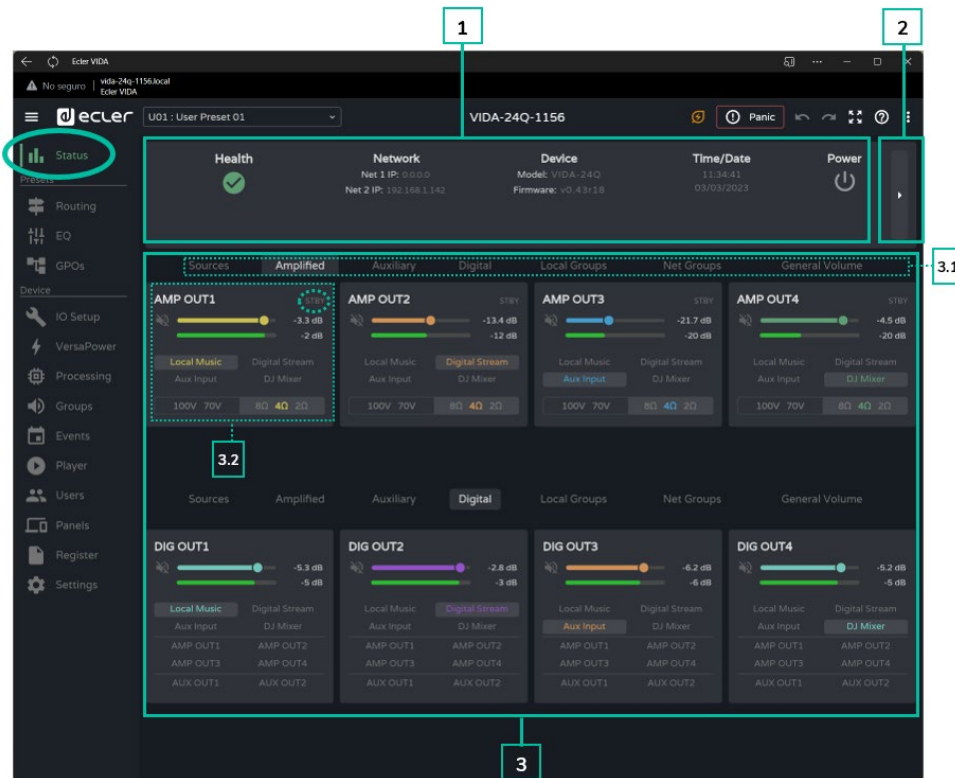 1
2
Ecler VIDA
No seguro | vida-24q-1156.local
Ecler VIDA
ecler
U01 : User Preset 01
VIDA-24Q-1156
Panic
Status
Presets
Routing
EQ
GPOs
Device
IO Setup
VersaPower
Processing
Groups
Events
Player
Users
Panels
Register
Settings
Health
Network
Net 1 IP: 0.0.0.0
Net 2 IP: 192.168.1.142
Device
Model: VIDA-24Q
Firmware: v0.43r18
Time/Date
11:34:41
03/03/2023
Power
Sources Amplified Auxiliary Digital Local Groups Net Groups General Volume
3.1
AMP OUT1 STBY
-3.3 dB
-2 dB
Local Music Digital Stream
Aux Input DJ Mixer
100V 70V 8Ω 4Ω 2Ω
AMP OUT2 STBY
-13.4 dB
-12 dB
Local Music Digital Stream
Aux Input DJ Mixer
100V 70V 8Ω 4Ω 2Ω
AMP OUT3 STBY
-21.7 dB
-20 dB
Local Music Digital Stream
Aux Input DJ Mixer
100V 70V 8Ω 4Ω 2Ω
AMP OUT4 STBY
-4.5 dB
-20 dB
Local Music Digital Stream
Aux Input DJ Mixer
100V 70V 8Ω 4Ω 2Ω
3.2
Sources Amplified Auxiliary Digital Local Groups Net Groups General Volume
DIG OUT1
-5.3 dB
-5 dB
Local Music Digital Stream
Aux Input DJ Mixer
AMP OUT1 AMP OUT2
AMP OUT3 AMP OUT4
AUX OUT1 AUX OUT2
DIG OUT2
-2.8 dB
-3 dB
Local Music Digital Stream
Aux Input DJ Mixer
AMP OUT1 AMP OUT2
AMP OUT3 AMP OUT4
AUX OUT1 AUX OUT2
DIG OUT3
-6.2 dB
-6 dB
Local Music Digital Stream
Aux Input DJ Mixer
AMP OUT1 AMP OUT2
AMP OUT3 AMP OUT4
AUX OUT1 AUX OUT2
DIG OUT4
-5.2 dB
-5 dB
Local Music Digital Stream
Aux Input DJ Mixer
AMP OUT1 AMP OUT2
AMP OUT3 AMP OUT4
AUX OUT1 AUX OUT2
3